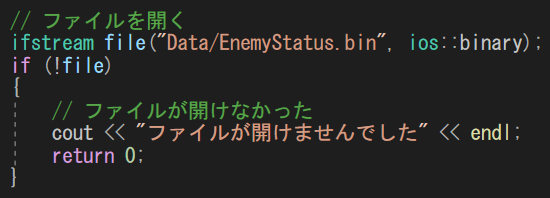 // ファイルを開く
ifstream file("Data/EnemyStatus.bin", ios::binary);
if (!file)
{
// ファイルが開けなかった
cout << "ファイルが開けませんでした" << endl;
return 0;
}